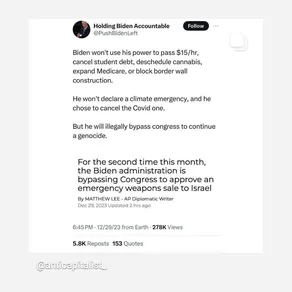 Holding Biden Accountable
@PushBidenLeft
Follow
Biden won't use his power to pass $15/hr,
cancel student debt, deschedule cannabis,
expand Medicare, or block border wall
construction.
He won't declare a climate emergency, and he
chose to cancel the Covid one.
But he will illegally bypass congress to continue
a genocide.
For the second time this month,
the Biden administration is
bypassing Congress to approve an
emergency weapons sale to Israel
By MATTHEW LEE - AP Diplomatic Writer
Dec 29, 2023 Updated 2 hrs ago
6:45 PM · 12/29/23 from Earth · 278K Views
5.8K Reposts 153 Quotes
@anticapitalist_